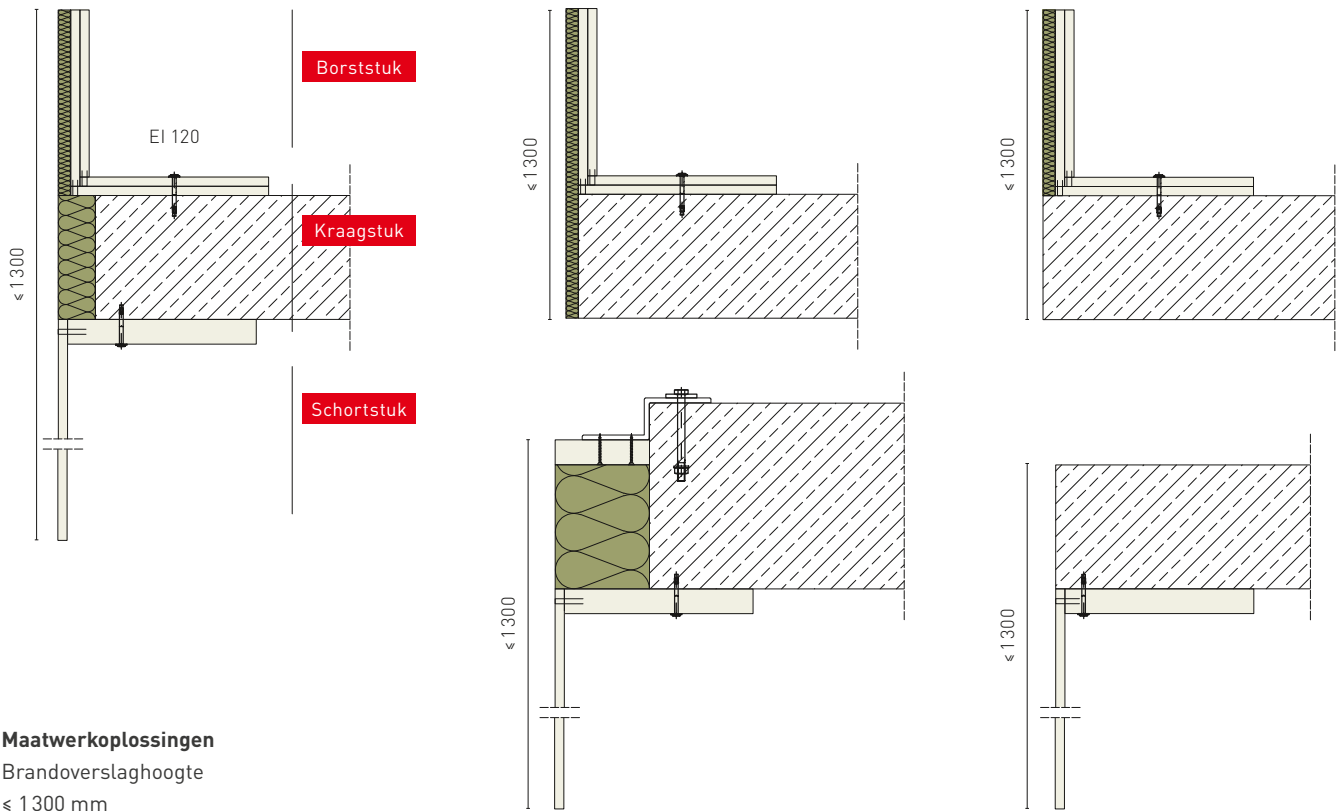 Borststuk
EI 120
≤ 1300
≤ 1300
≤ 1300
Kraagstuk
Schortstuk
≤ 1300
≤ 1300
Maatwerkoplossingen
Brandoverslaghoogte
≤ 1300 mm